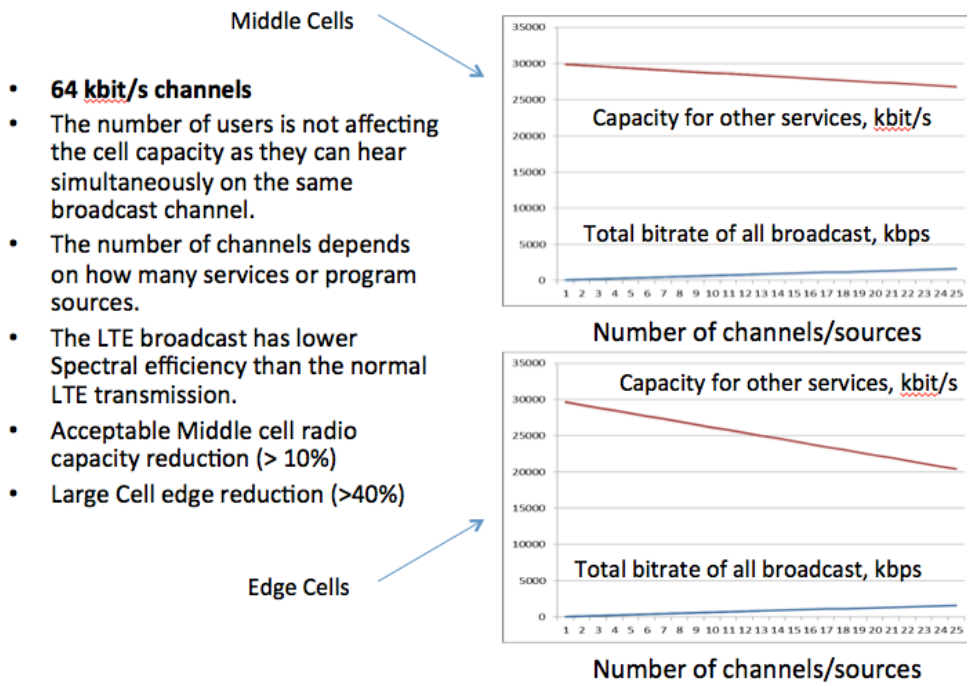 Middle Cells
• 64 kbit/s channels
• The number of users is not affecting
the cell capacity as they can hear
simultaneously on the same
broadcast channel.
• The number of channels depends
on how many services or program
sources.
• The LTE broadcast has lower
Spectral efficiency than the normal
LTE transmission.
• Acceptable Middle cell radio
capacity reduction (> 10%)
• Large Cell edge reduction (>40%)
Edge Cells
35000
30000
25000
Capacity for other services, kbit/s
20000
15000
10000
Total bitrate of all broadcast, kbps
5000
0
1 2 3 4 5 6 7 8 9 10 11 12 13 14 15 16 17 18 19 20 21 22 23 24 25
Number of channels/sources
35000
Capacity for other services, kbit/s
30000
25000
20000
15000
10000
Total bitrate of all broadcast, kbps
5000
0
1 2 3 4 5 6 7 8 9 10 11 12 13 14 15 16 17 18 19 20 21 22 23 24 25
Number of channels/sources